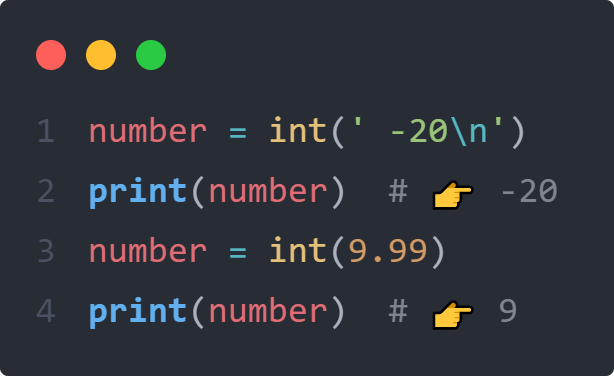 1 number = int(' -20\n')
2 print(number)  # 👉 -20
3 number = int(9.99)
4 print(number)  # 👉 9